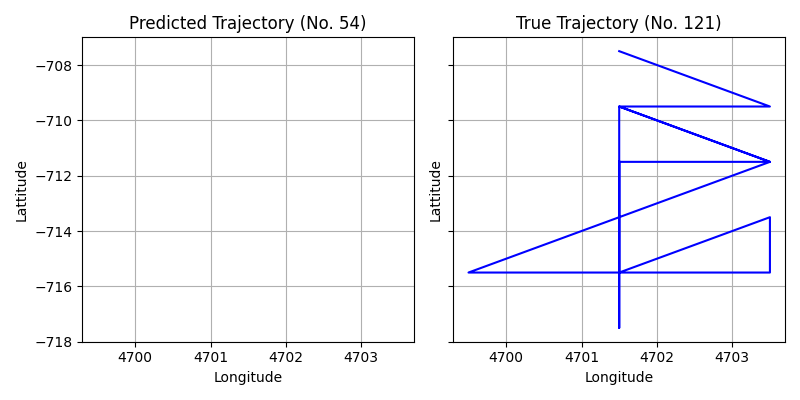 Predicted Trajectory (No. 54)
True Trajectory (No. 121)
Lattitude
−708
−710
−712
−714
−716
−718
4700 4701 4702 4703
Longitude
Lattitude
4700 4701 4702 4703
Longitude